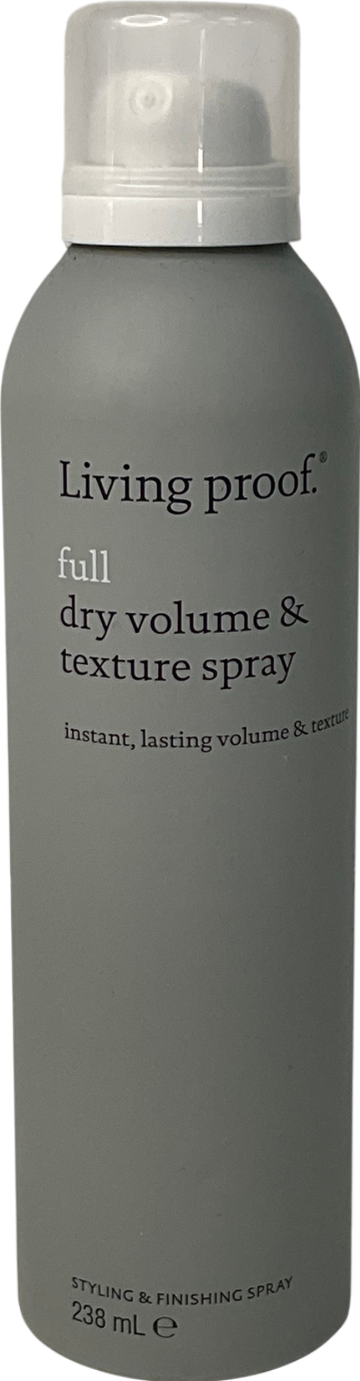 Living proof.®
full
dry volume &
texture spray
instant, lasting volume & texture
STYLING & FINISHING SPRAY
238 mL ℮